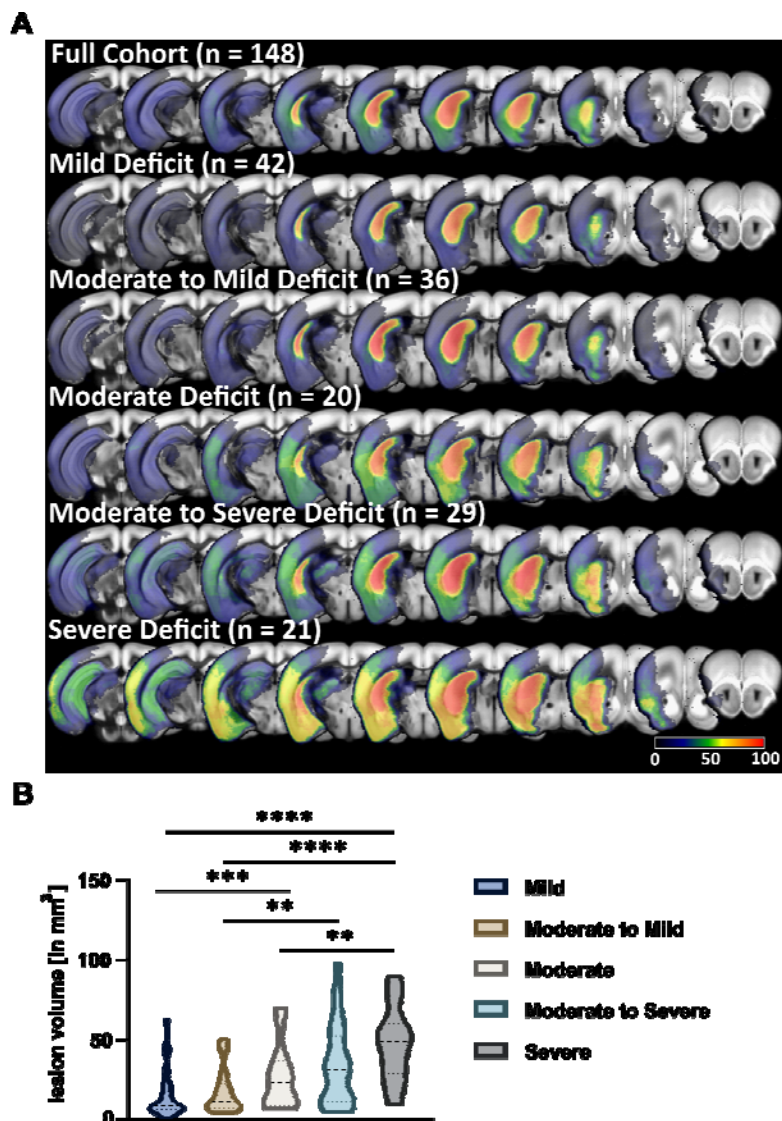 A
Full Cohort (n = 148)
Mild Deficit (n = 42)
Moderate to Mild Deficit (n = 36)
Moderate Deficit (n = 20)
Moderate to Severe Deficit (n = 29)
Severe Deficit (n = 21)
0 50 100
B
****
****
***
**
**
150
100
50
0
lesion volume [in mm³]
Mild
Moderate to Mild
Moderate
Moderate to Severe
Severe